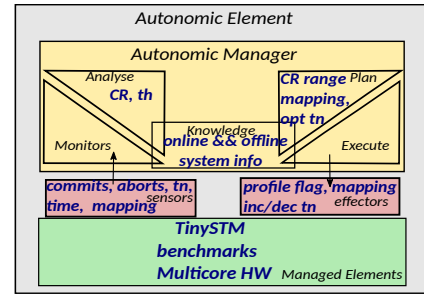 Autonomic Element
Autonomic Manager
Analyse
CR, th
CR range Plan
mapping,
opt tn
Monitors
Knowledge
online && offline
system info
Execute
commits, aborts, tn,
time, mapping sensors
profile flag, mapping
inc/dec tn effectors
TinySTM
benchmarks
Multicore HW Managed Elements